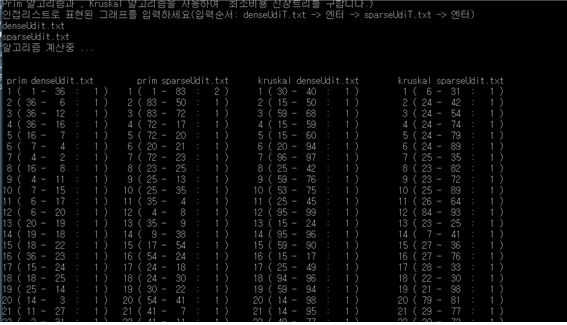 Prim 알고리즘과 , Kruskal 알고리즘을 사용하여  최소비용 신장트리를 구합니다.)
인접리스트로 표현된 그래프를 입력하세요(입력순서: denseUdiT.txt -> 엔터 -> sparseUdiT.txt -> 엔터)
denseUdit.txt
sparseUdit.txt
알고리즘 계산중 ...
prim denseUdit.txt prim sparseUdit.txt kruskal denseUdit.txt kruskal sparseUdit.txt
1 ( 1 - 36 : 1 ) 1 ( 1 - 83 : 2 ) 1 ( 30 - 40 : 1 ) 1 ( 6 - 31 : 1 )
2 ( 36 - 6 : 1 ) 2 ( 83 - 50 : 1 ) 2 ( 15 - 50 : 1 ) 2 ( 24 - 42 : 1 )
3 ( 36 - 12 : 1 ) 3 ( 83 - 72 : 1 ) 3 ( 59 - 68 : 1 ) 3 ( 24 - 54 : 1 )
4 ( 36 - 16 : 1 ) 4 ( 72 - 17 : 1 ) 4 ( 15 - 59 : 1 ) 4 ( 24 - 74 : 1 )
5 ( 16 - 7 : 1 ) 5 ( 72 - 20 : 1 ) 5 ( 15 - 60 : 1 ) 5 ( 24 - 79 : 1 )
6 ( 7 - 4 : 1 ) 6 ( 20 - 21 : 1 ) 6 ( 20 - 94 : 1 ) 6 ( 24 - 89 : 1 )
7 ( 4 - 2 : 1 ) 7 ( 72 - 23 : 1 ) 7 ( 96 - 97 : 1 ) 7 ( 25 - 35 : 1 )
8 ( 16 - 8 : 1 ) 8 ( 23 - 25 : 1 ) 8 ( 25 - 42 : 1 ) 8 ( 23 - 82 : 1 )
9 ( 4 - 11 : 1 ) 9 ( 25 - 13 : 1 ) 9 ( 59 - 76 : 1 ) 9 ( 23 - 72 : 1 )
10 ( 7 - 15 : 1 ) 10 ( 25 - 35 : 1 ) 10 ( 53 - 75 : 1 ) 10 ( 25 - 89 : 1 )
11 ( 6 - 17 : 1 ) 11 ( 35 - 4 : 1 ) 11 ( 25 - 45 : 1 ) 11 ( 26 - 64 : 1 )
12 ( 6 - 20 : 1 ) 12 ( 4 - 8 : 1 ) 12 ( 95 - 99 : 1 ) 12 ( 84 - 93 : 1 )
13 ( 20 - 19 : 1 ) 13 ( 35 - 9 : 1 ) 13 ( 15 - 24 : 1 ) 13 ( 23 - 25 : 1 )
14 ( 19 - 18 : 1 ) 14 ( 9 - 38 : 1 ) 14 ( 95 - 96 : 1 ) 14 ( 7 - 41 : 1 )
15 ( 18 - 22 : 1 ) 15 ( 17 - 54 : 1 ) 15 ( 59 - 90 : 1 ) 15 ( 27 - 36 : 1 )
16 ( 36 - 23 : 1 ) 16 ( 54 - 24 : 1 ) 16 ( 15 - 17 : 1 ) 16 ( 27 - 76 : 1 )
17 ( 15 - 24 : 1 ) 17 ( 24 - 18 : 1 ) 17 ( 25 - 49 : 1 ) 17 ( 28 - 33 : 1 )
18 ( 18 - 25 : 1 ) 18 ( 24 - 30 : 1 ) 18 ( 94 - 96 : 1 ) 18 ( 22 - 30 : 1 )
19 ( 25 - 14 : 1 ) 19 ( 30 - 22 : 1 ) 19 ( 59 - 94 : 1 ) 19 ( 21 - 98 : 1 )
20 ( 14 - 3 : 1 ) 20 ( 54 - 41 : 1 ) 20 ( 14 - 98 : 1 ) 20 ( 79 - 81 : 1 )
21 ( 11 - 27 : 1 ) 21 ( 41 - 7 : 1 ) 21 ( 14 - 95 : 1 ) 21 ( 29 - 77 : 1 )